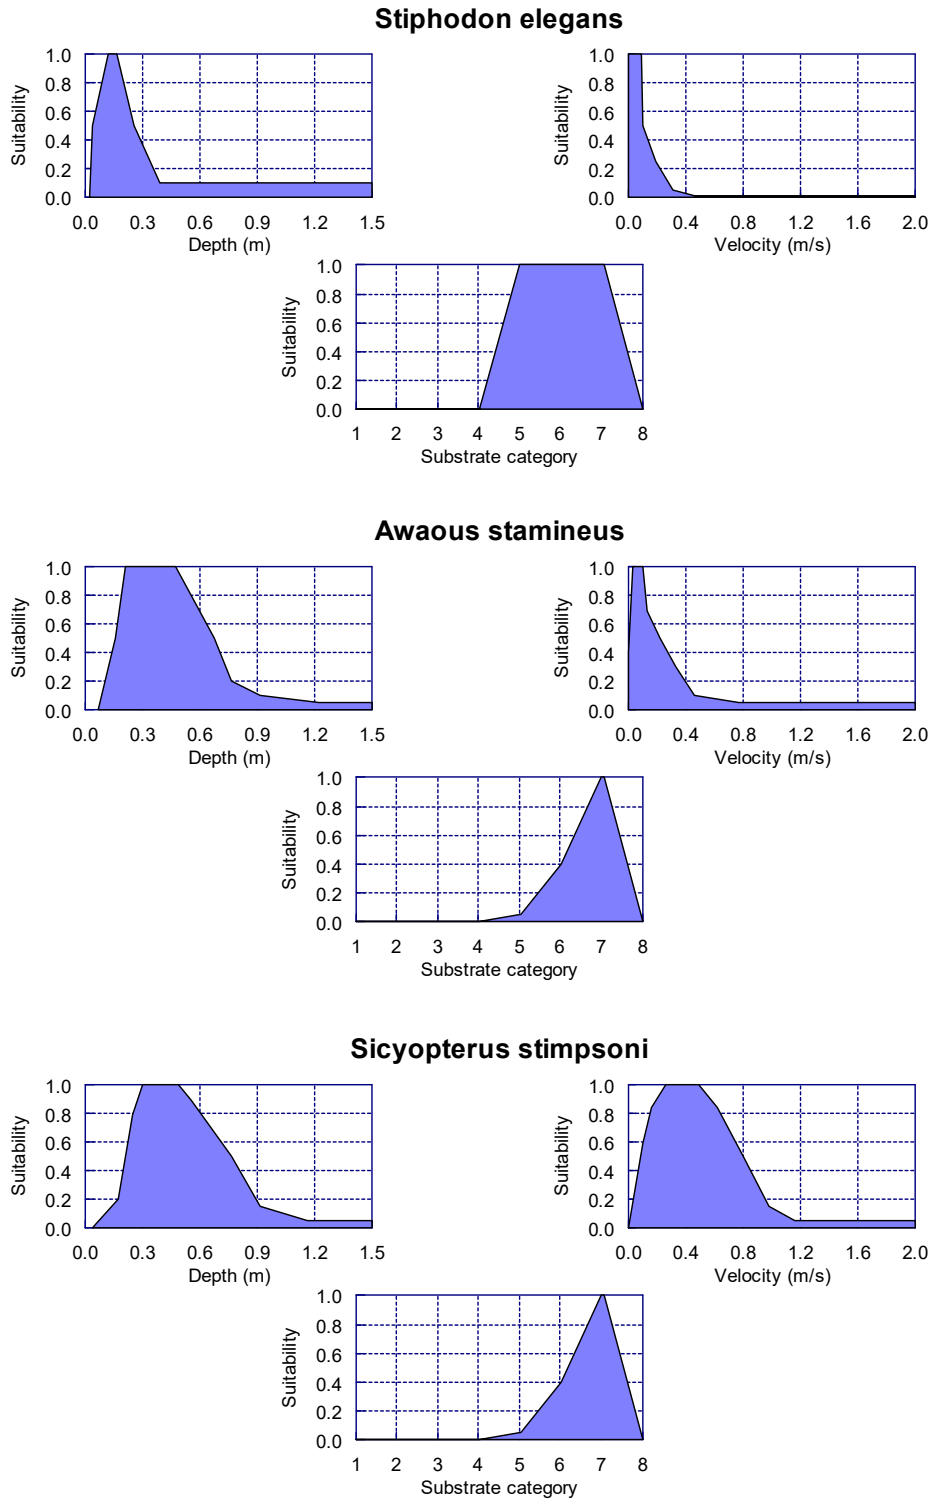 Stiphodon elegans
1.0 0.8 0.6 0.4 0.2 0.0
Suitability
0.0 0.3 0.6 0.9 1.2 1.5
Depth (m)
1.0 0.8 0.6 0.4 0.2 0.0
Suitability
0.0 0.4 0.8 1.2 1.6 2.0
Velocity (m/s)
1.0 0.8 0.6 0.4 0.2 0.0
Suitability
1 2 3 4 5 6 7 8
Substrate category
Awaous stamineus
1.0 0.8 0.6 0.4 0.2 0.0
Suitability
0.0 0.3 0.6 0.9 1.2 1.5
Depth (m)
1.0 0.8 0.6 0.4 0.2 0.0
Suitability
0.0 0.4 0.8 1.2 1.6 2.0
Velocity (m/s)
1.0 0.8 0.6 0.4 0.2 0.0
Suitability
1 2 3 4 5 6 7 8
Substrate category
Sicyopterus stimpsoni
1.0 0.8 0.6 0.4 0.2 0.0
Suitability
0.0 0.3 0.6 0.9 1.2 1.5
Depth (m)
1.0 0.8 0.6 0.4 0.2 0.0
Suitability
0.0 0.4 0.8 1.2 1.6 2.0
Velocity (m/s)
1.0 0.8 0.6 0.4 0.2 0.0
Suitability
1 2 3 4 5 6 7 8
Substrate category